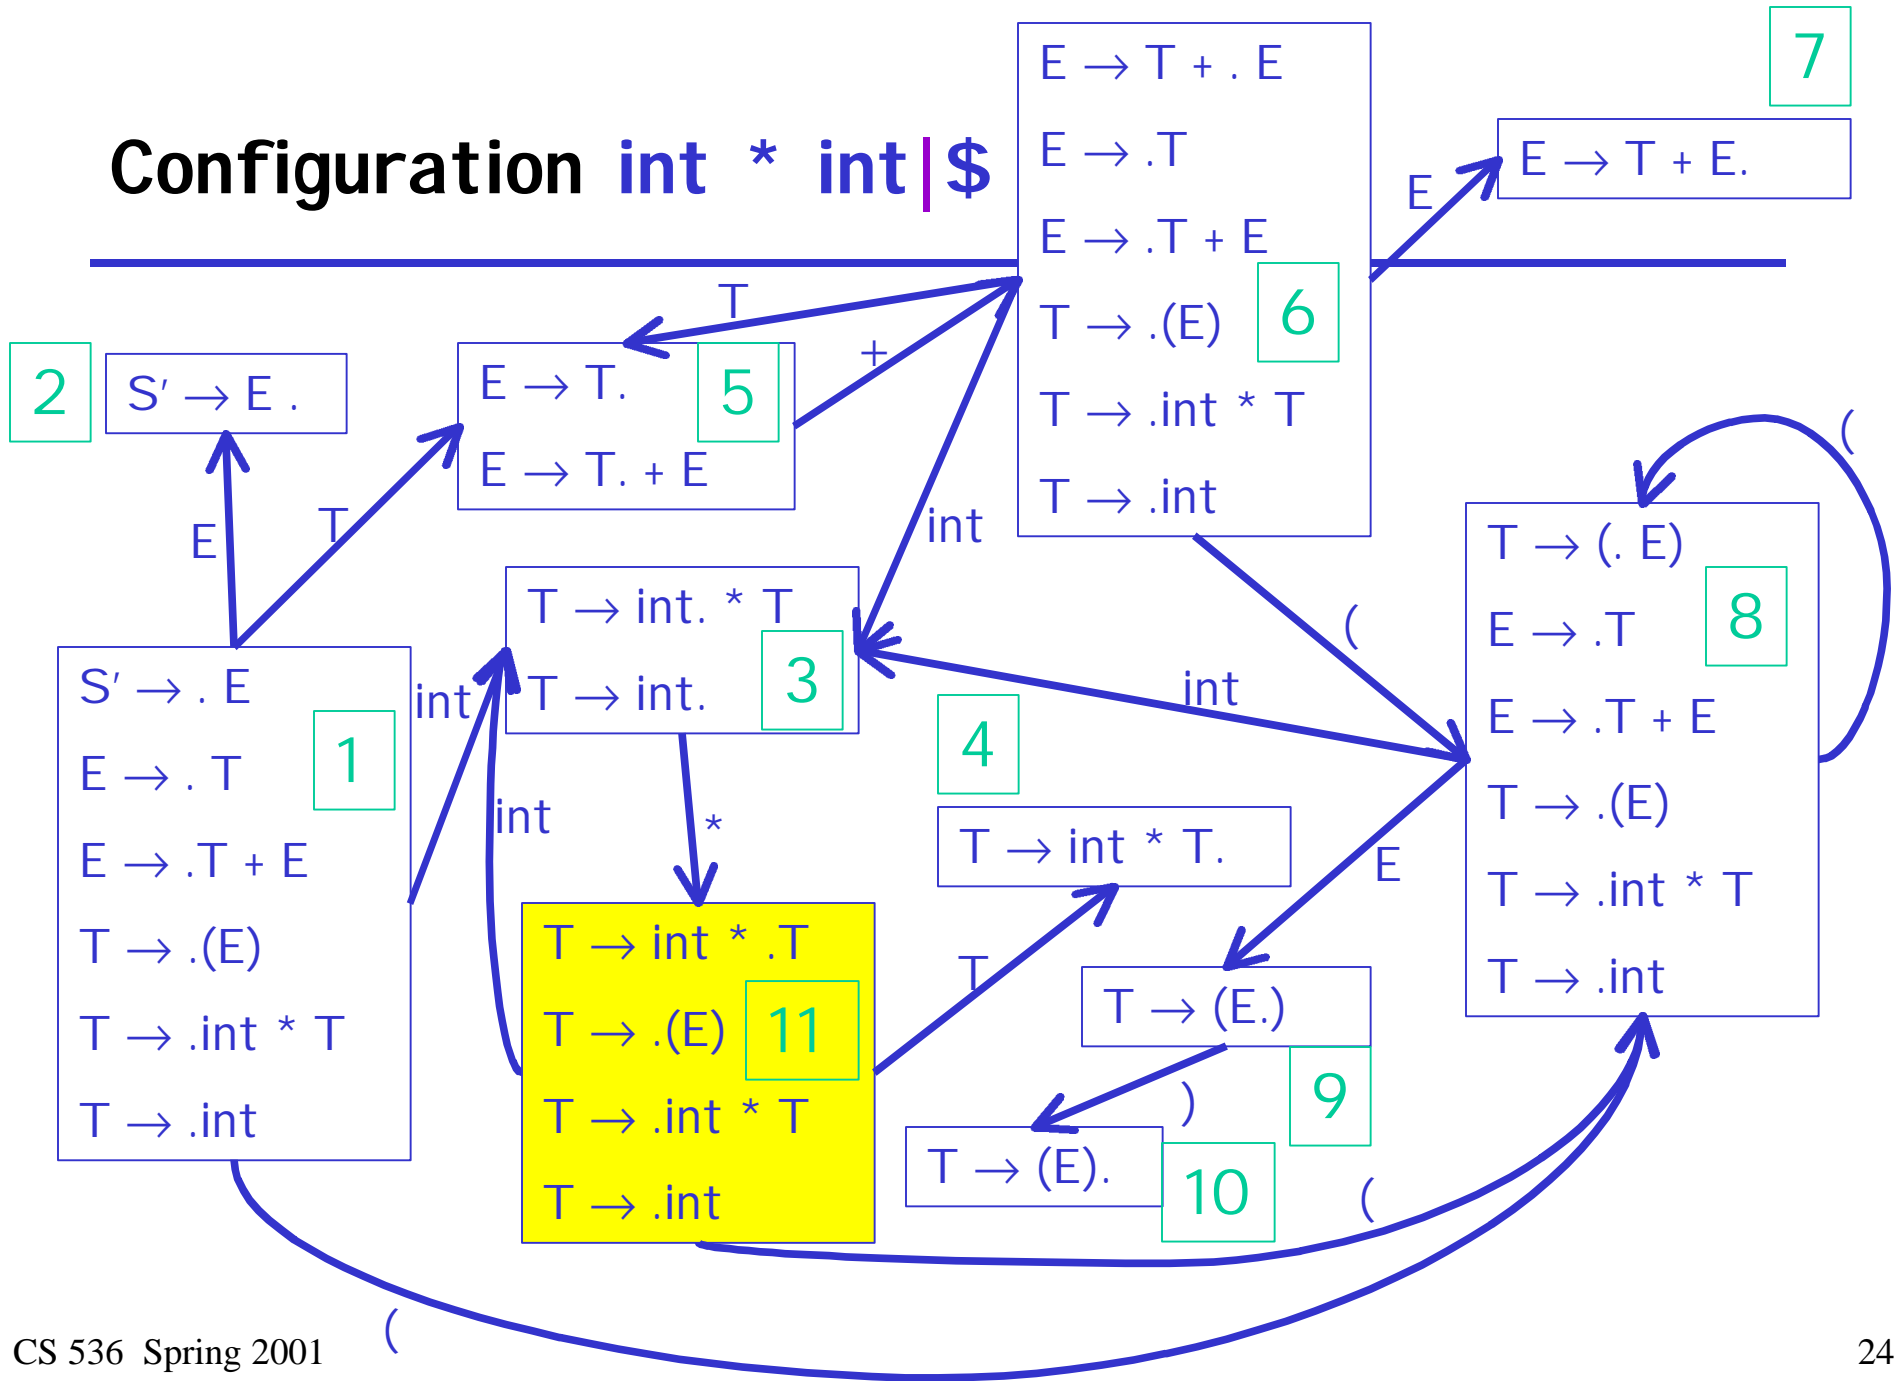 Configuration int * int|$
E → T + . E
E → .T
E → .T + E
T → .(E)
T → .int * T
T → .int
6
7
E → T + E.
E
T
+
int
(
2
S′ → E .
E
T
E → T.
E → T. + E
5
S′ → . E
E → . T
E → .T + E
T → .(E)
T → .int * T
T → .int
1
int
T → int. * T
T → int.
3
int
*
int
4
T → int * T.
T
T → int * .T
T → .(E)
T → .int * T
T → .int
11
T → (. E)
E → .T
E → .T + E
T → .(E)
T → .int * T
T → .int
8
(
E
T → (E.)
9
)
T → (E).
10
(
(
CS 536 Spring 2001
24